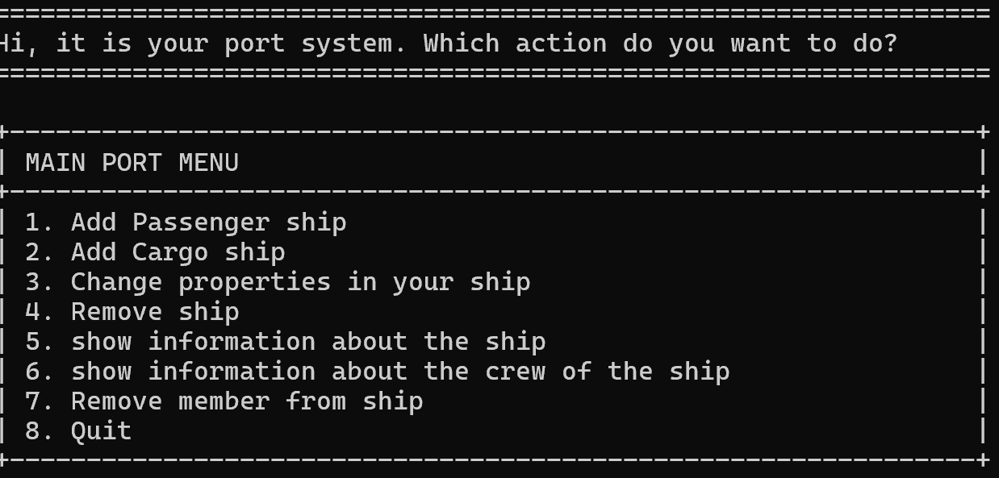 ================================================================
Hi, it is your port system. Which action do you want to do?
================================================================
+---------------------------------------------------------------+
| MAIN PORT MENU |
+---------------------------------------------------------------+
| 1. Add Passenger ship |
| 2. Add Cargo ship |
| 3. Change properties in your ship |
| 4. Remove ship |
| 5. show information about the ship |
| 6. show information about the crew of the ship |
| 7. Remove member from ship |
| 8. Quit |
+---------------------------------------------------------------+